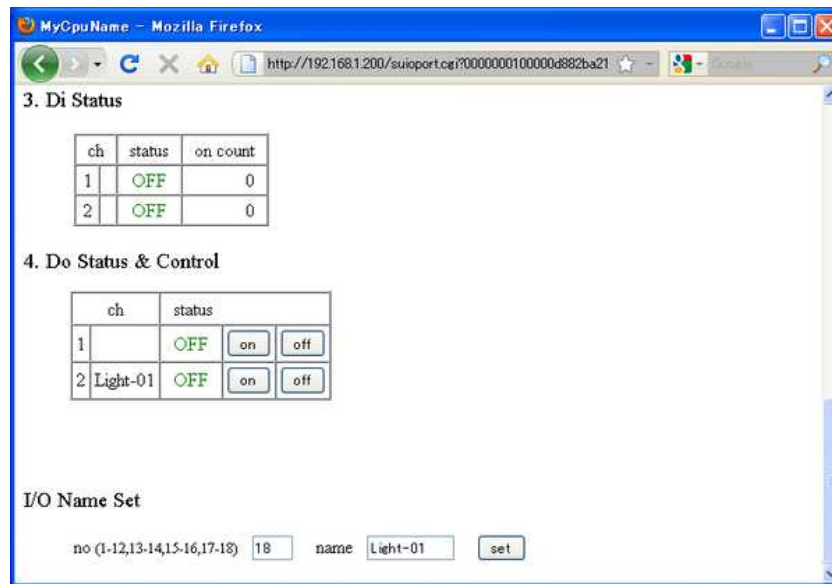 MyCpuName - Mozilla Firefox
http://192.168.1.200/suioport.cgi?0000000100000d882ba21
3. Di Status
ch status on count
1 OFF 0
2 OFF 0
4. Do Status & Control
ch status
1 OFF on off
2 Light-01 OFF on off
I/O Name Set
no (1-12,13-14,15-16,17-18) 18 name Light-01 set